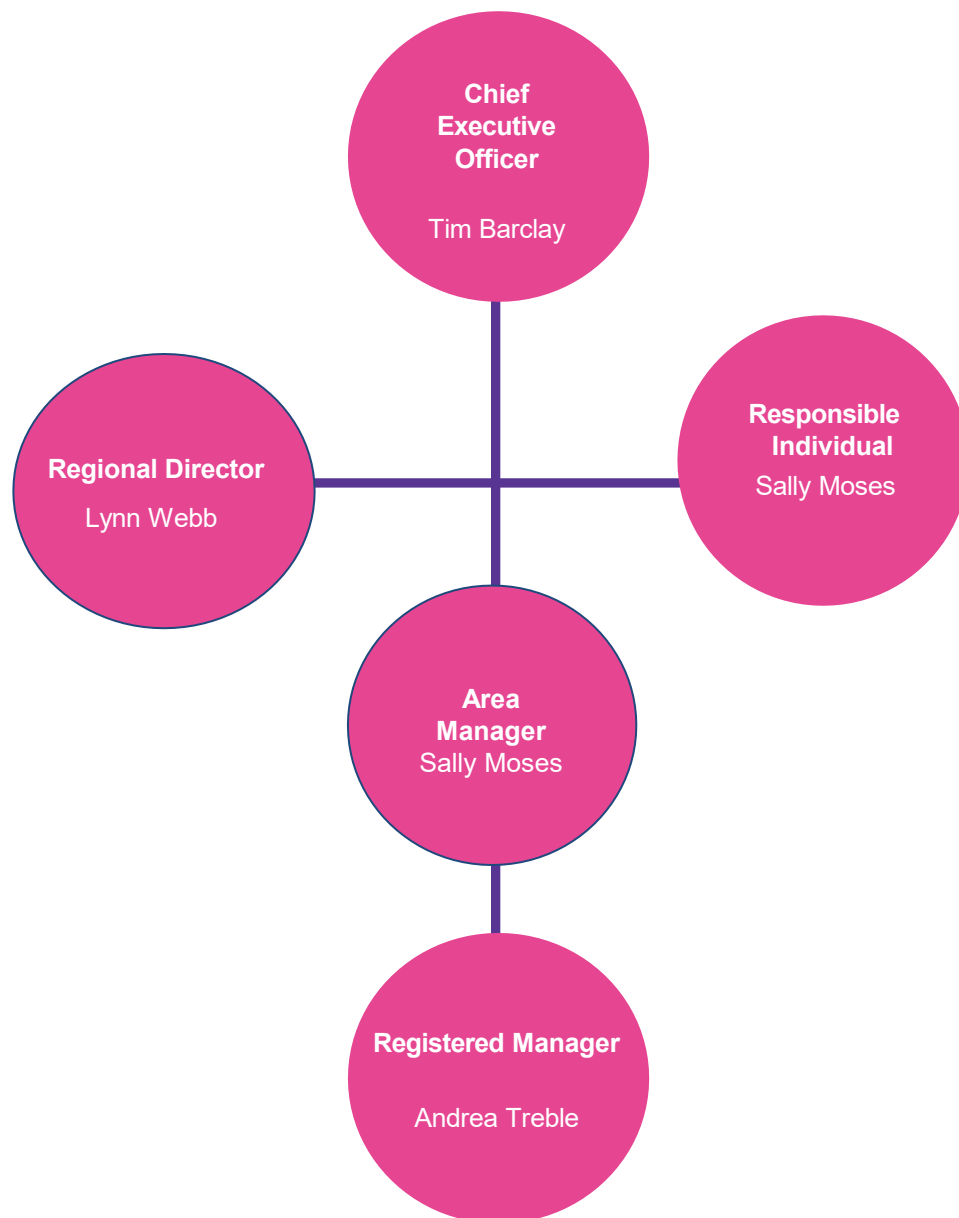 Chief
Executive
Officer
Tim Barclay
Regional Director
Lynn Webb
Responsible
Individual
Sally Moses
Area
Manager
Sally Moses
Registered Manager
Andrea Treble